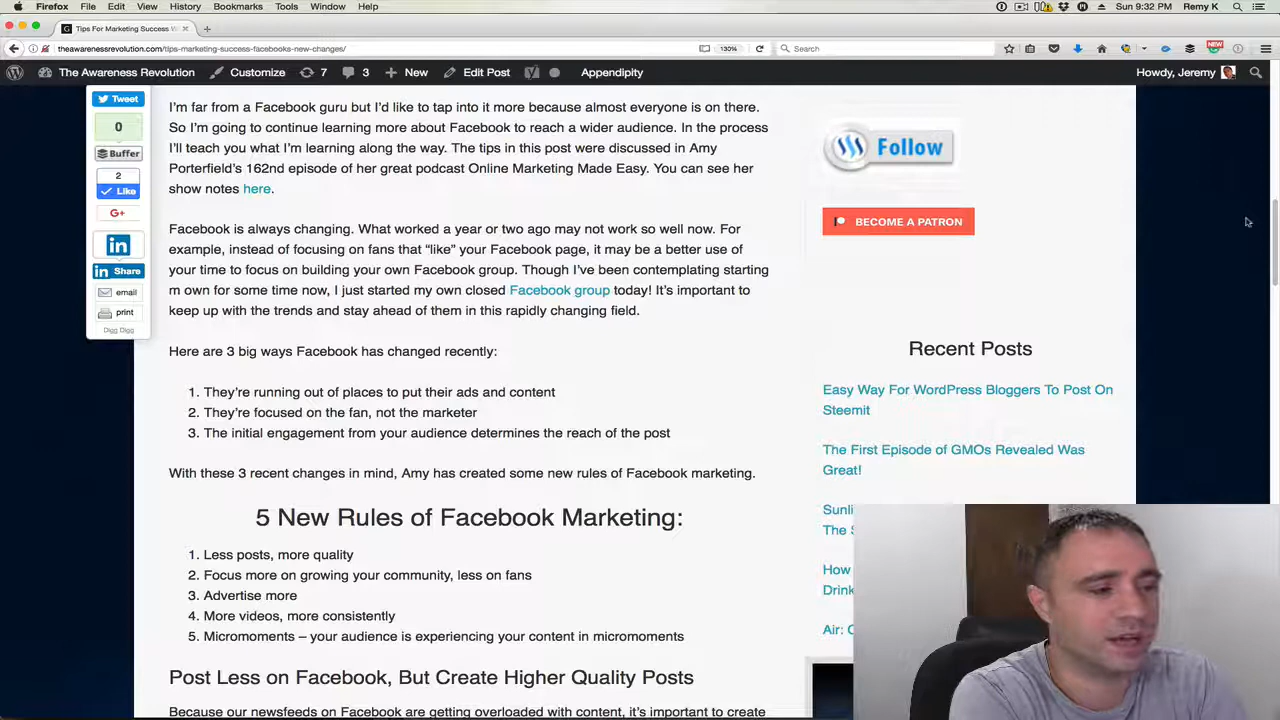 Firefox File Edit View History Bookmarks Tools Window Help Sun 9:32 PM Remy K
Tips For Marketing Success W
theawarenessrevolution.com/tips-marketing-success-facebooks-new-changes/ 130% Search NEW
The Awareness Revolution Customize 7 3 New Edit Post Appendipity Howdy, Jeremy
Tweet
0
Buffer
2
Like
G+
in
in Share
email
print
Digg Digg
I'm far from a Facebook guru but I'd like to tap into it more because almost everyone is on there.
So I'm going to continue learning more about Facebook to reach a wider audience. In the process
I'll teach you what I'm learning along the way. The tips in this post were discussed in Amy
Porterfield's 162nd episode of her great podcast Online Marketing Made Easy. You can see her
show notes here.
Facebook is always changing. What worked a year or two ago may not work so well now. For
example, instead of focusing on fans that “like” your Facebook page, it may be a better use of
your time to focus on building your own Facebook group. Though I've been contemplating starting
m own for some time now, I just started my own closed Facebook group today! It's important to
keep up with the trends and stay ahead of them in this rapidly changing field.
Here are 3 big ways Facebook has changed recently:
1. They're running out of places to put their ads and content
2. They're focused on the fan, not the marketer
3. The initial engagement from your audience determines the reach of the post
With these 3 recent changes in mind, Amy has created some new rules of Facebook marketing.
5 New Rules of Facebook Marketing:
1. Less posts, more quality
2. Focus more on growing your community, less on fans
3. Advertise more
4. More videos, more consistently
5. Micromoments – your audience is experiencing your content in micromoments
Post Less on Facebook, But Create Higher Quality Posts
Because our newsfeeds on Facebook are getting overloaded with content, it's important to create
Follow
BECOME A PATRON
Recent Posts
Easy Way For WordPress Bloggers To Post On
Steemit
The First Episode of GMOs Revealed Was
Great!
Sunli
The S
How
Drink
Air: C